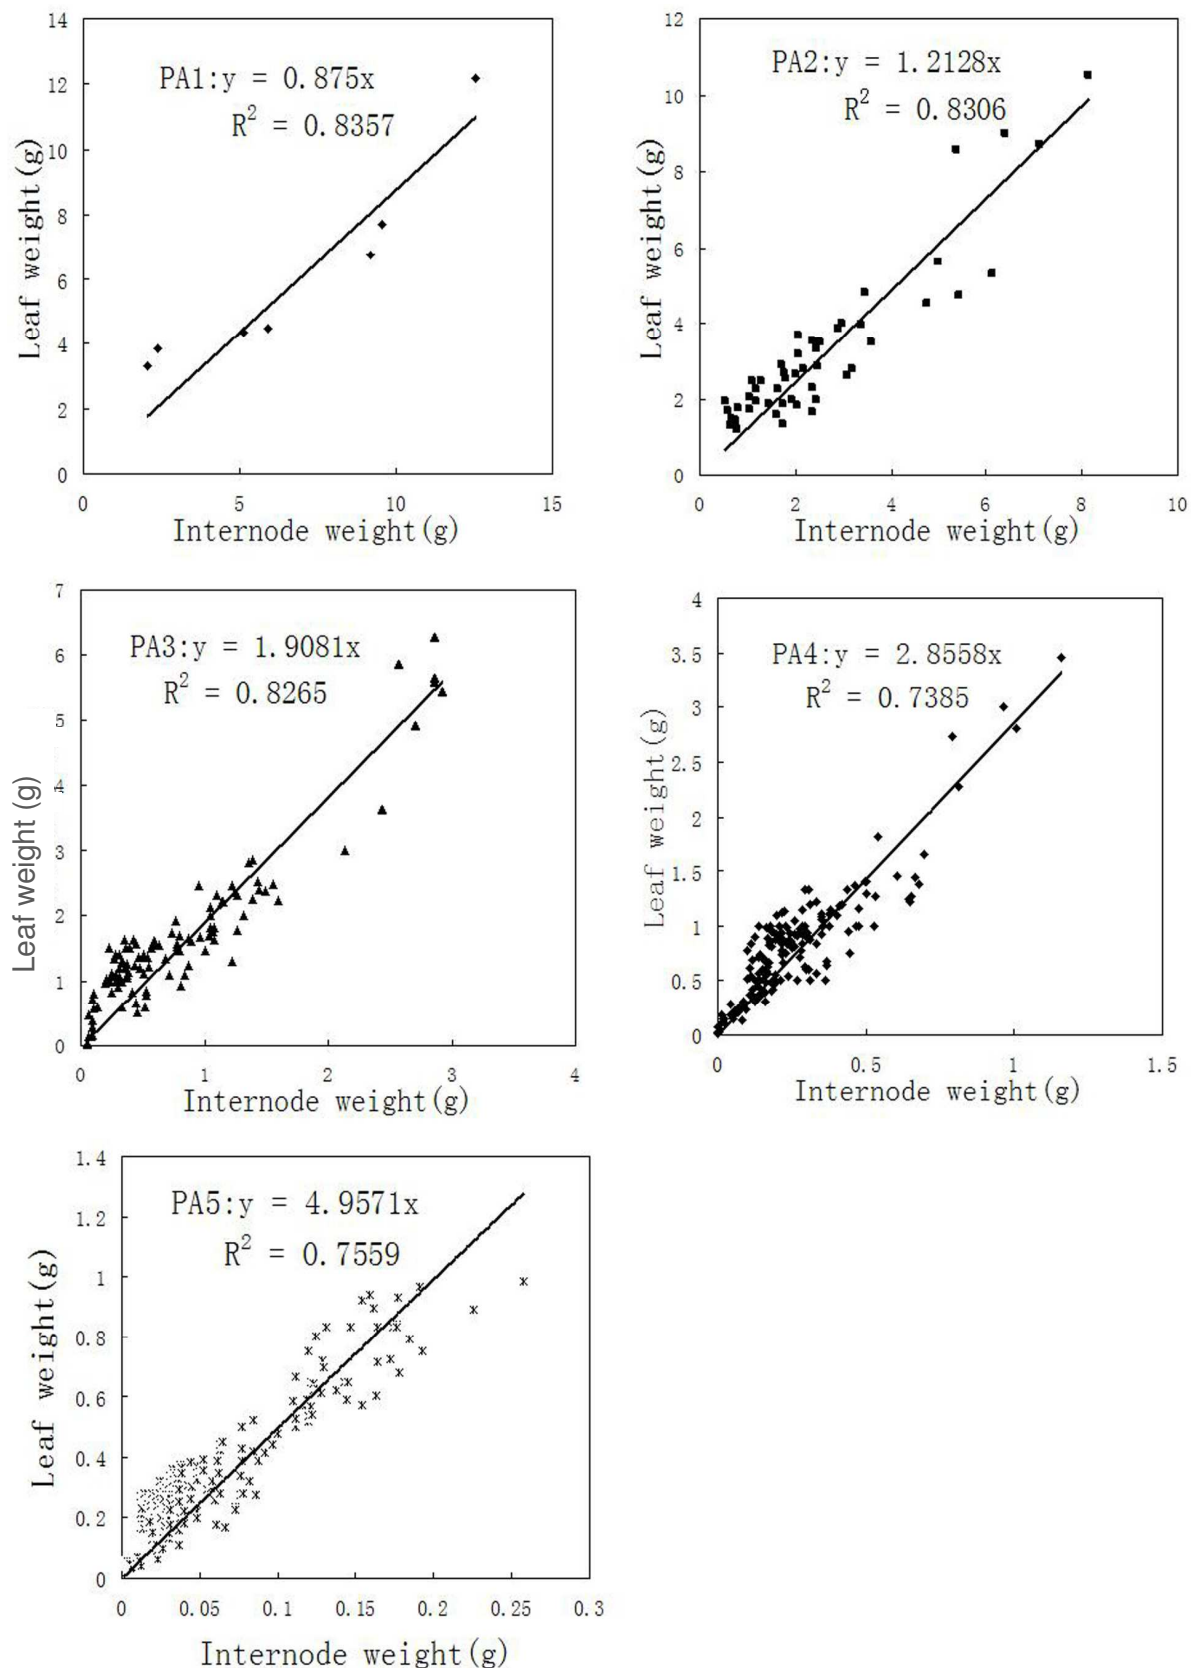 14
12
10
8
6
4
2
0
Leaf weight(g)
PA1:y = 0.875x
R² = 0.8357
0 5 10 15
Internode weight(g)
12
10
8
6
4
2
0
Leaf weight(g)
PA2:y = 1.2128x
R² = 0.8306
0 2 4 6 8 10
Internode weight(g)
7
6
5
4
3
2
1
0
Leaf weight (g)
PA3:y = 1.9081x
R² = 0.8265
0 1 2 3 4
Internode weight(g)
4
3.5
3
2.5
2
1.5
1
0.5
0
Leaf weight(g)
PA4:y = 2.8558x
R² = 0.7385
0 0.5 1 1.5
Internode weight(g)
1.4
1.2
1
0.8
0.6
0.4
0.2
0
Leaf weight(g)
PA5:y = 4.9571x
R² = 0.7559
0 0.05 0.1 0.15 0.2 0.25 0.3
Internode weight(g)